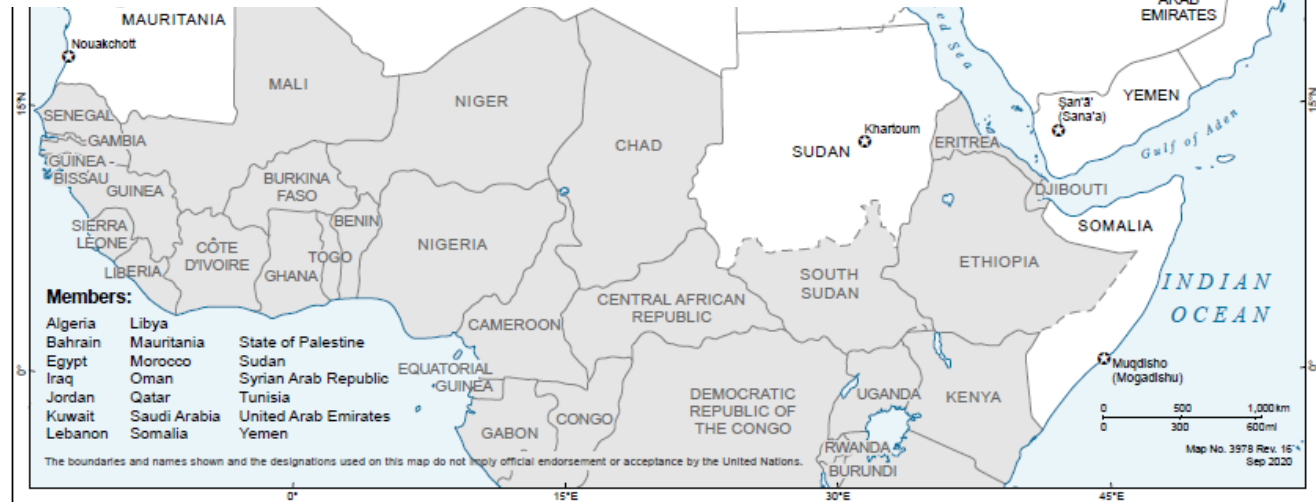 ARAB
EMIRATES
MAURITANIA
Nouakchott
ed Sea
MALI
NIGER
YEMEN
Şan'ā'
(Sana'a)
15°N
15°N
SENEGAL
GAMBIA
GUINEA -
BISSAU
GUINEA
CHAD
Khartoum
SUDAN
ERITREA
Gulf of Aden
BURKINA
FASO
DJIBOUTI
BENIN
SIERRA
LEONE
CÔTE
D'IVOIRE
NIGERIA
SOMALIA
TOGO
LIBERIA
GHANA
ETHIOPIA
SOUTH
SUDAN
INDIAN
OCEAN
CENTRAL AFRICAN
REPUBLIC
CAMEROON
EQUATORIAL
GUINEA
0°
0°
Muqdisho
(Mogadishu)
DEMOCRATIC
REPUBLIC OF
THE CONGO
UGANDA
KENYA
CONGO
GABON
RWANDA
BURUNDI
Members:
Algeria Libya
Bahrain Mauritania State of Palestine
Egypt Morocco Sudan
Iraq Oman Syrian Arab Republic
Jordan Qatar Tunisia
Kuwait Saudi Arabia United Arab Emirates
Lebanon Somalia Yemen
0 500 1,000 km
0 300 600 mi
Map No. 3978 Rev. 16
Sep 2020
The boundaries and names shown and the designations used on this map do not imply official endorsement or acceptance by the United Nations.
0° 15°E 30°E 45°E